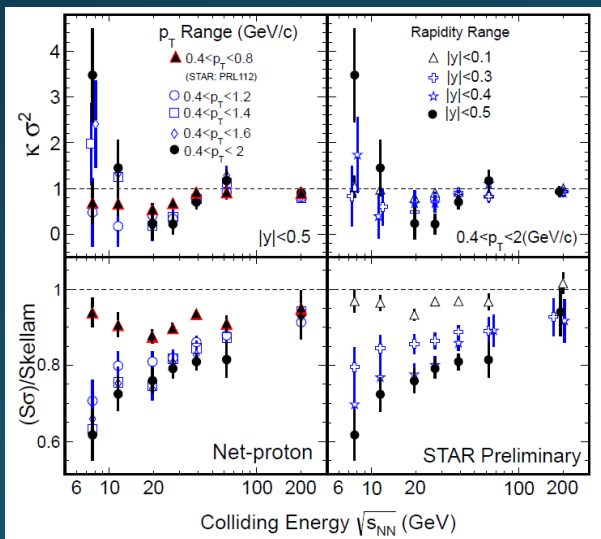 p_T Range (GeV/c)
0.4<p_T<0.8
(STAR: PRL112)
0.4<p_T<1.2
0.4<p_T<1.4
0.4<p_T<1.6
0.4<p_T<2
|y|<0.5
Rapidity Range
|y|<0.1
|y|<0.3
|y|<0.4
|y|<0.5
0.4<p_T<2(GeV/c)
κ σ²
4
3
2
1
0
(Sσ)/Skellam
1
0.8
0.6
Net-proton
STAR Preliminary
6 10 20 100 200
6 10 20 100 200
Colliding Energy √s_NN (GeV)